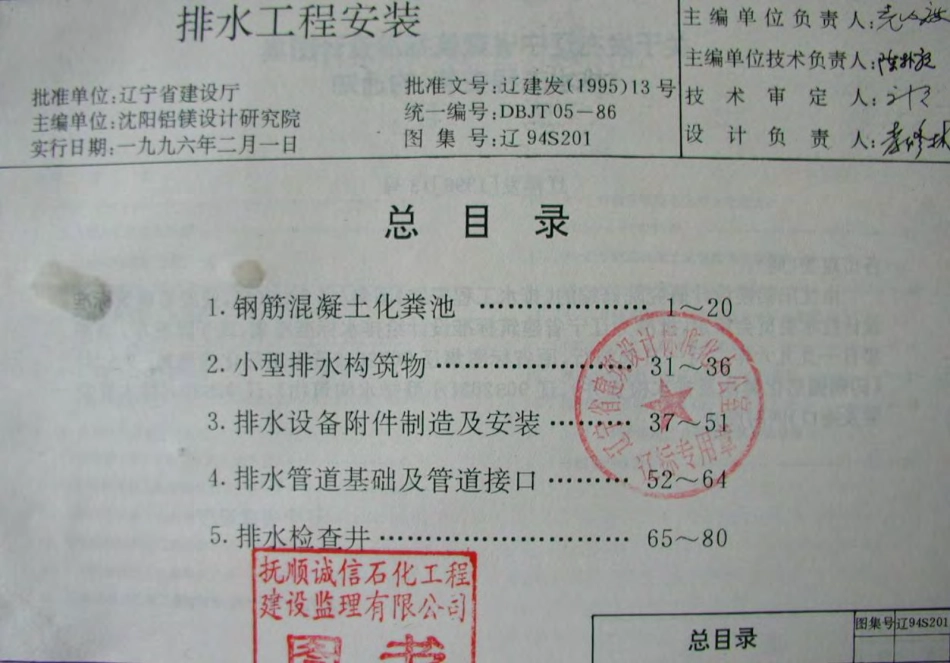 排水工程安装
批准单位:辽宁省建设厅
主编单位:沈阳铝镁设计研究院
实行日期:一九九六年二月一日
批准文号:辽建发(1995)13号
统一编号:DBJT 05-86
图集号:辽 94S201
主编单位负责人:
主编单位技术负责人:
技术审定人:
设计负责人:
总目录
1. 钢筋混凝土化粪池 ………………… 1~20
2. 小型排水构筑物 ………………… 31~36
3. 排水设备附件制造及安装 ……… 37~51
4. 排水管道基础及管道接口 ……… 52~64
5. 排水检查井 ………………………… 65~80
专用章
抚顺诚信石化工程
建设监理有限公司
图书
总目录
图集号 辽94S201